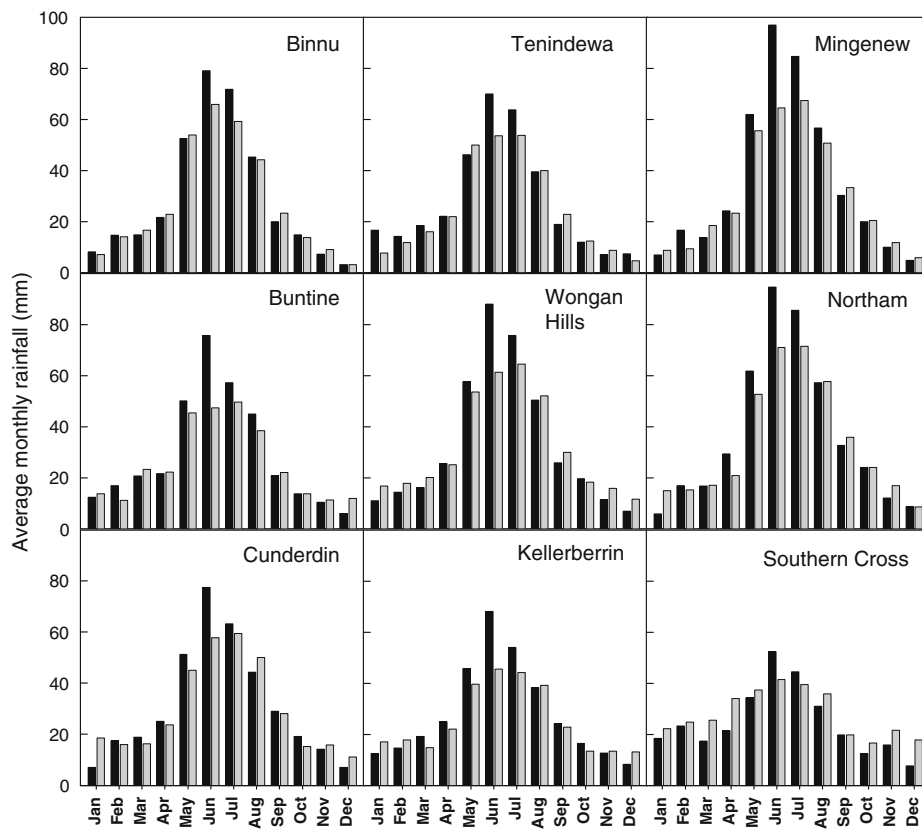 100
80
60
40
20
0
Binnu
Tenindewa
Mingenew
80
60
40
20
0
Buntine
Wongan
Hills
Northam
80
60
40
20
0
Cunderdin
Kellerberrin
Southern Cross
Average monthly rainfall (mm)
Jan Feb Mar Apr May Jun Jul Aug Sep Oct Nov Dec
Jan Feb Mar Apr May Jun Jul Aug Sep Oct Nov Dec
Jan Feb Mar Apr May Jun Jul Aug Sep Oct Nov Dec